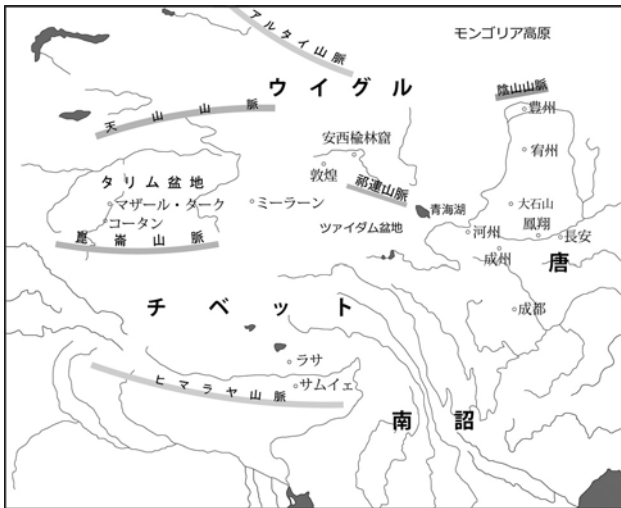 アルタイ山脈
モンゴリア高原
ウイグル
陰山山脈
豊州
天山山脈
安西楡林窟
宥州
敦煌
タリム盆地
祁連山脈
マザール・ターク
ミーラーン
青海湖
大石山
コータン
ツァイダム盆地
河州
鳳翔
長安
崑崙山脈
成州
唐
チベット
成都
ラサ
ヒマラヤ山脈
サムイェ
南詔